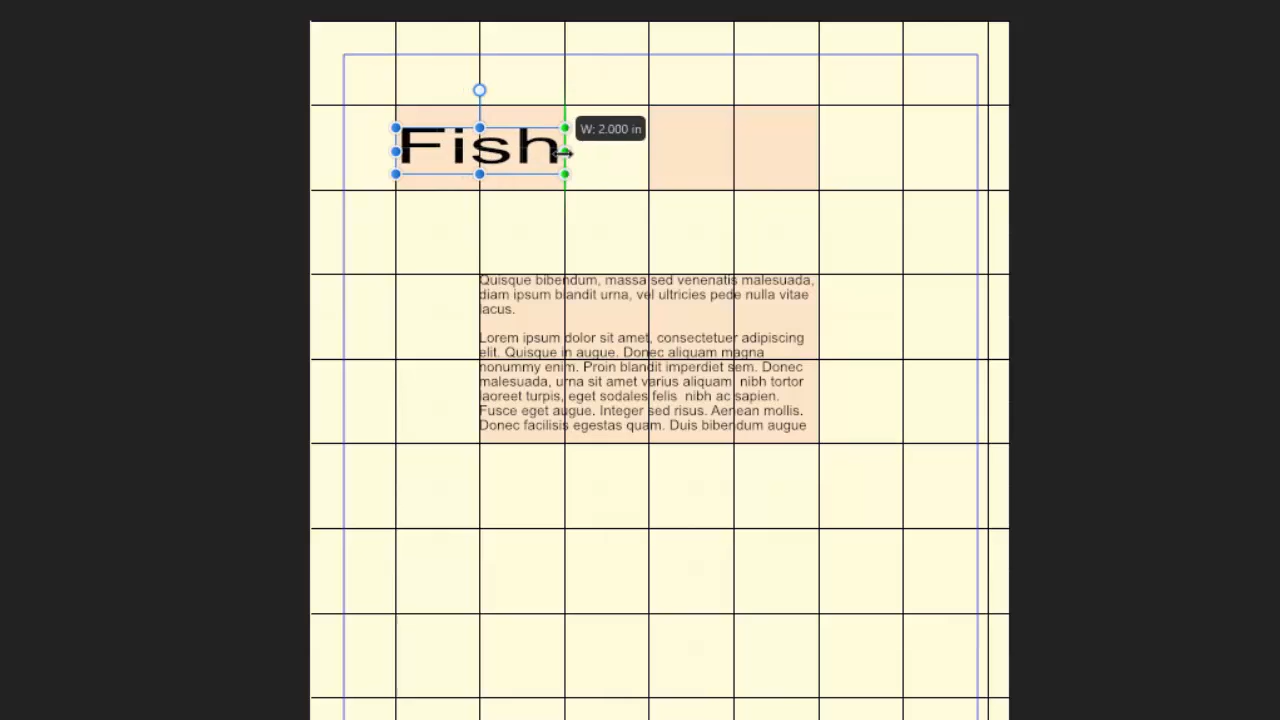 Fish
W: 2.000 in
Quisque bibendum, massa sed venenatis malesuada,
diam ipsum blandit urna, vel ultricies pede nulla vitae
lacus.
Lorem ipsum dolor sit amet, consectetuer adipiscing
elit. Quisque in augue. Donec aliquam magna
nonummy enim. Proin blandit imperdiet sem. Donec
malesuada, urna sit amet varius aliquam nibh tortor
laoreet turpis, eget sodales felis nibh ac sapien.
Fusce eget augue. Integer sed risus. Aenean mollis.
Donec facilisis egestas quam. Duis bibendum augue